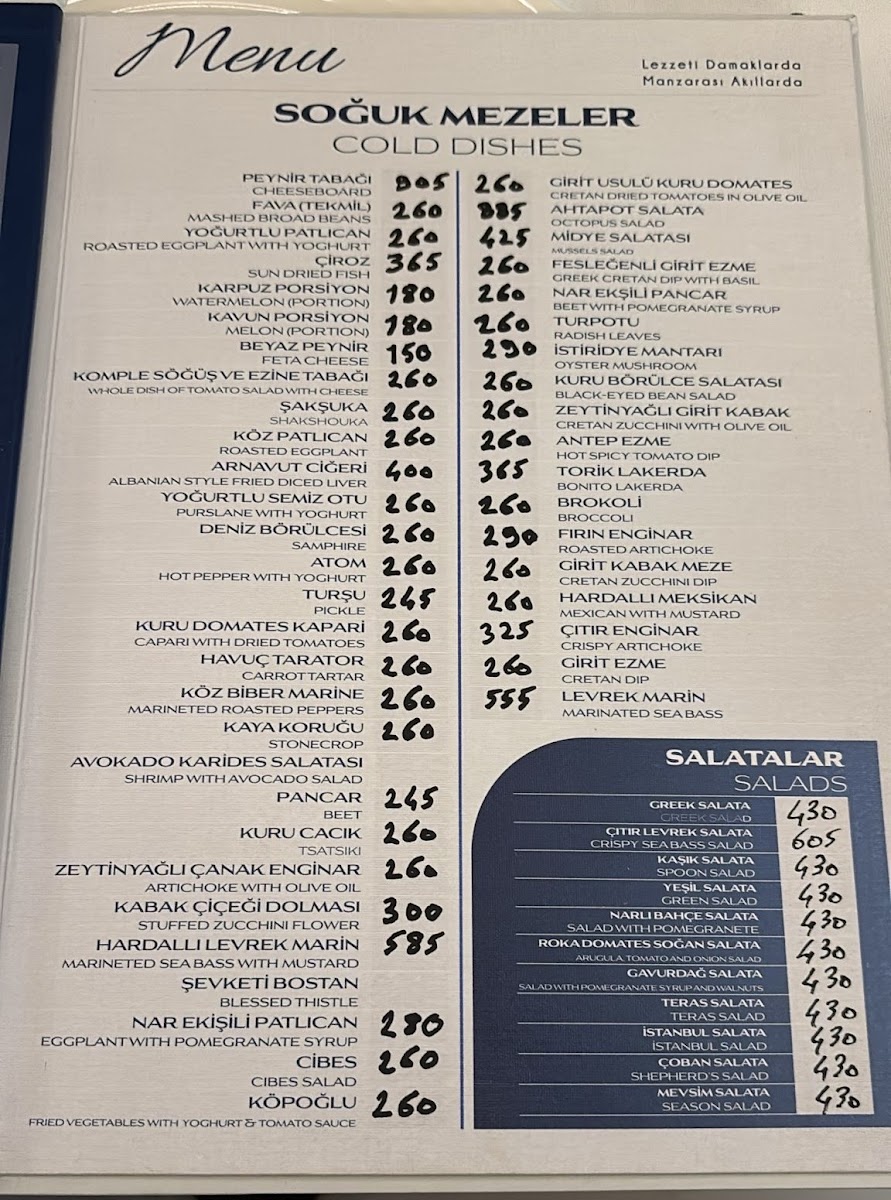 Menu
Lezzeti Damaklarda
Manzarası Akıllarda
SOĞUK MEZELER
COLD DISHES
PEYNİR TABAĞI 805
CHEESEBOARD
FAVA (TEKMİL) 260
MASHED BROAD BEANS
YOĞURTLU PATLICAN 260
ROASTED EGGPLANT WITH YOGHURT
ÇİROZ 365
SUN DRIED FISH
KARPUZ PORSİYON 180
WATERMELON (PORTION)
KAVUN PORSİYON 180
MELON (PORTION)
BEYAZ PEYNİR 150
FETA CHEESE
KOMPLE SÖĞÜŞ VE EZİNE TABAĞI 260
WHOLE DISH OF TOMATO SALAD WITH CHEESE
ŞAKŞUKA 260
SHAKSHOUKA
KÖZ PATLICAN 260
ROASTED EGGPLANT
ARNAVUT CİĞERİ 400
ALBANIAN STYLE FRIED DICED LIVER
YOĞURTLU SEMİZ OTU 260
PURSLANE WITH YOGHURT
DENİZ BÖRÜLCESİ 260
SAMPHIRE
ATOM 260
HOT PEPPER WITH YOGHURT
TURŞU 245
PICKLE
KURU DOMATES KAPARİ 260
CAPARI WITH DRIED TOMATOES
HAVUÇ TARATOR 260
CARROT TARTAR
KÖZ BİBER MARİNE 260
MARINETED ROASTED PEPPERS
KAYA KORUĞU 260
STONECROP
AVOKADO KARİDES SALATASI
SHRIMP WITH AVOCADO SALAD
PANCAR 245
BEET
KURU CACIK 260
TSATSIKI
ZEYTİNYAĞLI ÇANAK ENGİNAR 260
ARTICHOKE WITH OLIVE OIL
KABAK ÇİÇEĞİ DOLMASI 300
STUFFED ZUCCHINI FLOWER
HARDALLI LEVREK MARİN 585
MARINETED SEA BASS WITH MUSTARD
ŞEVKETİ BOSTAN
BLESSED THISTLE
NAR EKİŞİLİ PATLICAN 280
EGGPLANT WITH POMEGRANATE SYRUP
CİBES 260
CIBES SALAD
KÖPOĞLU 260
FRIED VEGETABLES WITH YOGHURT & TOMATO SAUCE
260 GİRİT USULÜ KURU DOMATES
CRETAN DRIED TOMATOES IN OLIVE OIL
885 AHTAPOT SALATA
OCTOPUS SALAD
425 MİDYE SALATASI
MUSSELS SALAD
260 FESLEĞENLİ GİRİT EZME
GREEK CRETAN DIP WITH BASIL
260 NAR EKŞİLİ PANCAR
BEET WITH POMEGRANATE SYRUP
260 TURPOTU
RADISH LEAVES
290 İSTİRİDYE MANTARI
OYSTER MUSHROOM
260 KURU BÖRÜLCE SALATASI
BLACK-EYED BEAN SALAD
260 ZEYTİNYAĞLI GİRİT KABAK
CRETAN ZUCCHINI WITH OLIVE OIL
260 ANTEP EZME
HOT SPICY TOMATO DIP
365 TORİK LAKERDA
BONITO LAKERDA
260 BROKOLİ
BROCCOLI
290 FIRIN ENGİNAR
ROASTED ARTICHOKE
260 GİRİT KABAK MEZE
CRETAN ZUCCHINI DIP
260 HARDALLI MEKSİKAN
MEXICAN WITH MUSTARD
325 ÇITIR ENGİNAR
CRISPY ARTICHOKE
260 GİRİT EZME
CRETAN DIP
555 LEVREK MARİN
MARINATED SEA BASS
SALATALAR
SALADS
GREEK SALATA 430
GREEK SALAD
ÇITIR LEVREK SALATA 605
CRISPY SEA BASS SALAD
KAŞIK SALATA 430
SPOON SALAD
YEŞİL SALATA 430
GREEN SALAD
NARLI BAHÇE SALATA 430
SALAD WITH POMEGRANETE
ROKA DOMATES SOĞAN SALATA 430
ARUGULA, TOMATO AND ONION SALAD
GAVURDAĞ SALATA 430
SALAD WITH POMEGRANATE SYRUP AND WALNUTS
TERAS SALATA 430
TERAS SALAD
İSTANBUL SALATA 430
İSTANBUL SALAD
ÇOBAN SALATA 430
SHEPHERD'S SALAD
MEVSİM SALATA 430
SEASON SALAD